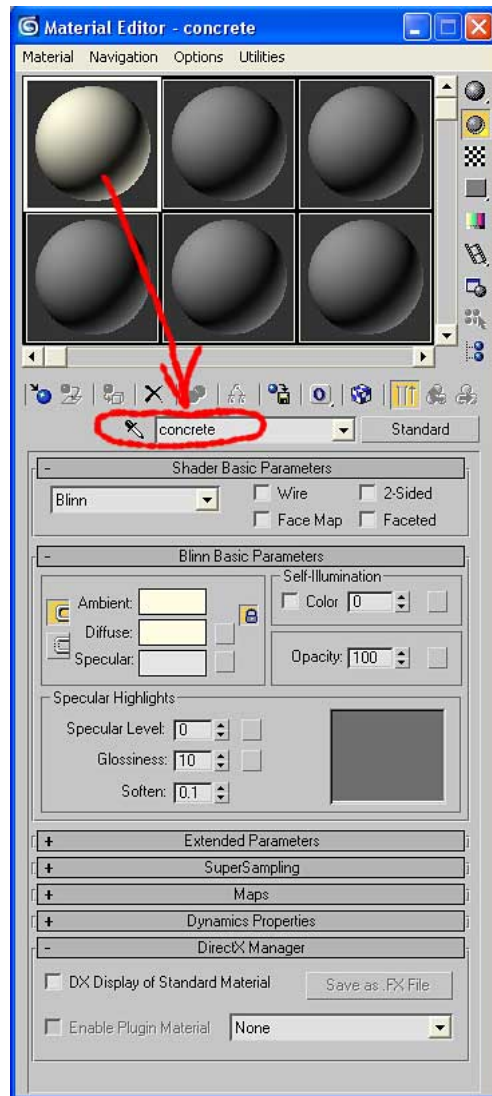 Material Editor - concrete
Material Navigation Options Utilities
concrete Standard
- Shader Basic Parameters
Blinn Wire 2-Sided
Face Map Faceted
- Blinn Basic Parameters
Self-Illumination
Ambient: Color 0
Diffuse:
Specular: Opacity: 100
Specular Highlights
Specular Level: 0
Glossiness: 10
Soften: 0.1
+ Extended Parameters
+ SuperSampling
+ Maps
+ Dynamics Properties
- DirectX Manager
DX Display of Standard Material Save as .FX File
Enable Plugin Material None